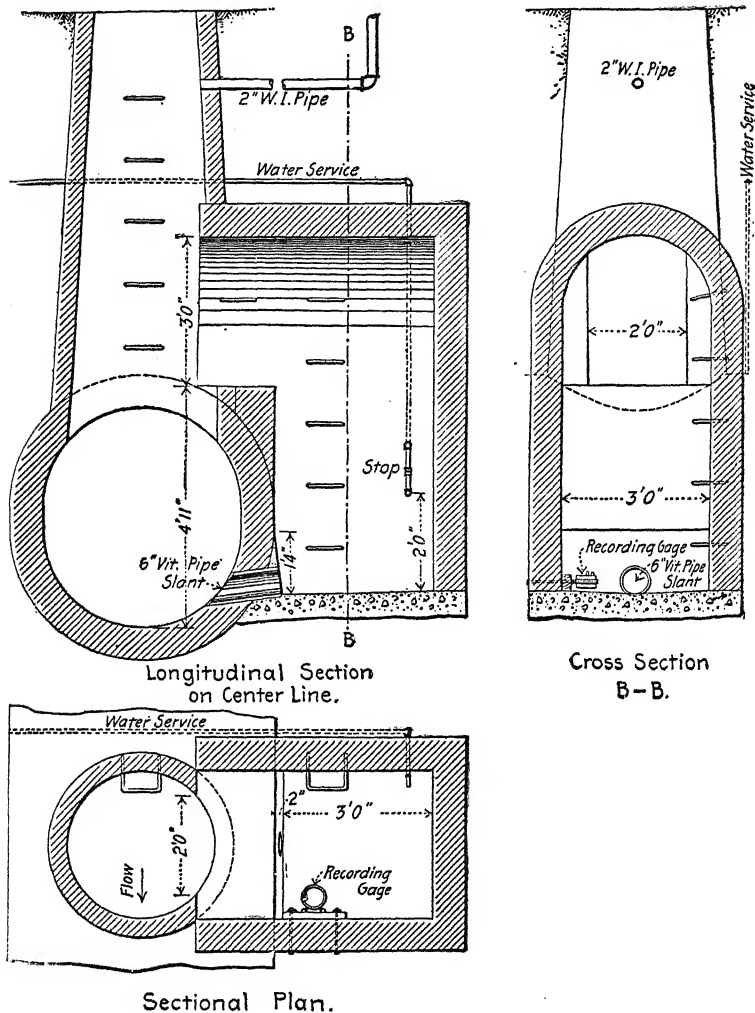 B
2" W.I. Pipe
Water Service
3'0"
Stop
4'11"
6" Vit. Pipe
Slant
14"
2'0"
B
Longitudinal Section
on Center Line.
2" W.I. Pipe
Water Service
2'0"
3'0"
Recording Gage
6" Vit. Pipe
Slant
Cross Section
B-B.
Water Service
2"
3'0"
2'0"
Flow
Recording
Gage
Sectional Plan.